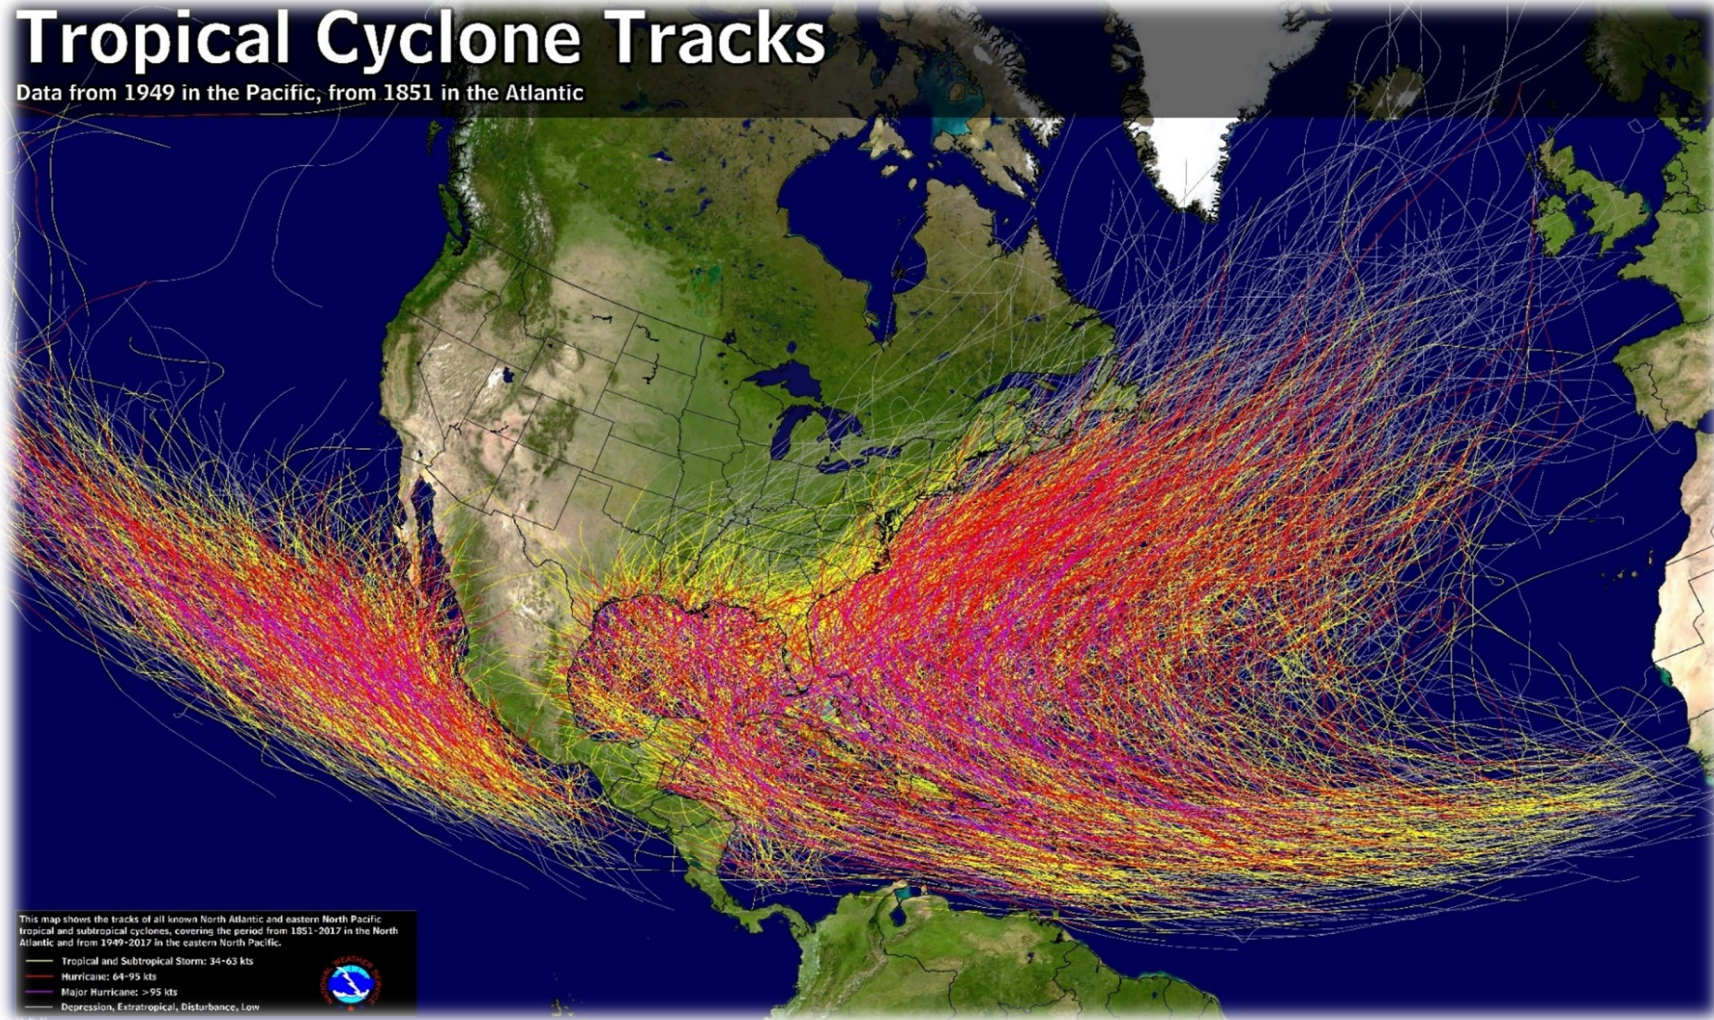 Tropical Cyclone Tracks
Data from 1949 in the Pacific, from 1851 in the Atlantic
This map shows the tracks of all known North Atlantic and eastern North Pacific
tropical and subtropical cyclones, covering the period from 1851-2017 in the North
Atlantic and from 1949-2017 in the eastern North Pacific.
Tropical and Subtropical Storm: 34-63 kts
Hurricane: 64-95 kts
Major Hurricane: >95 kts
Depression, Extratropical, Disturbance, Low
NATIONAL WEATHER SERVICE